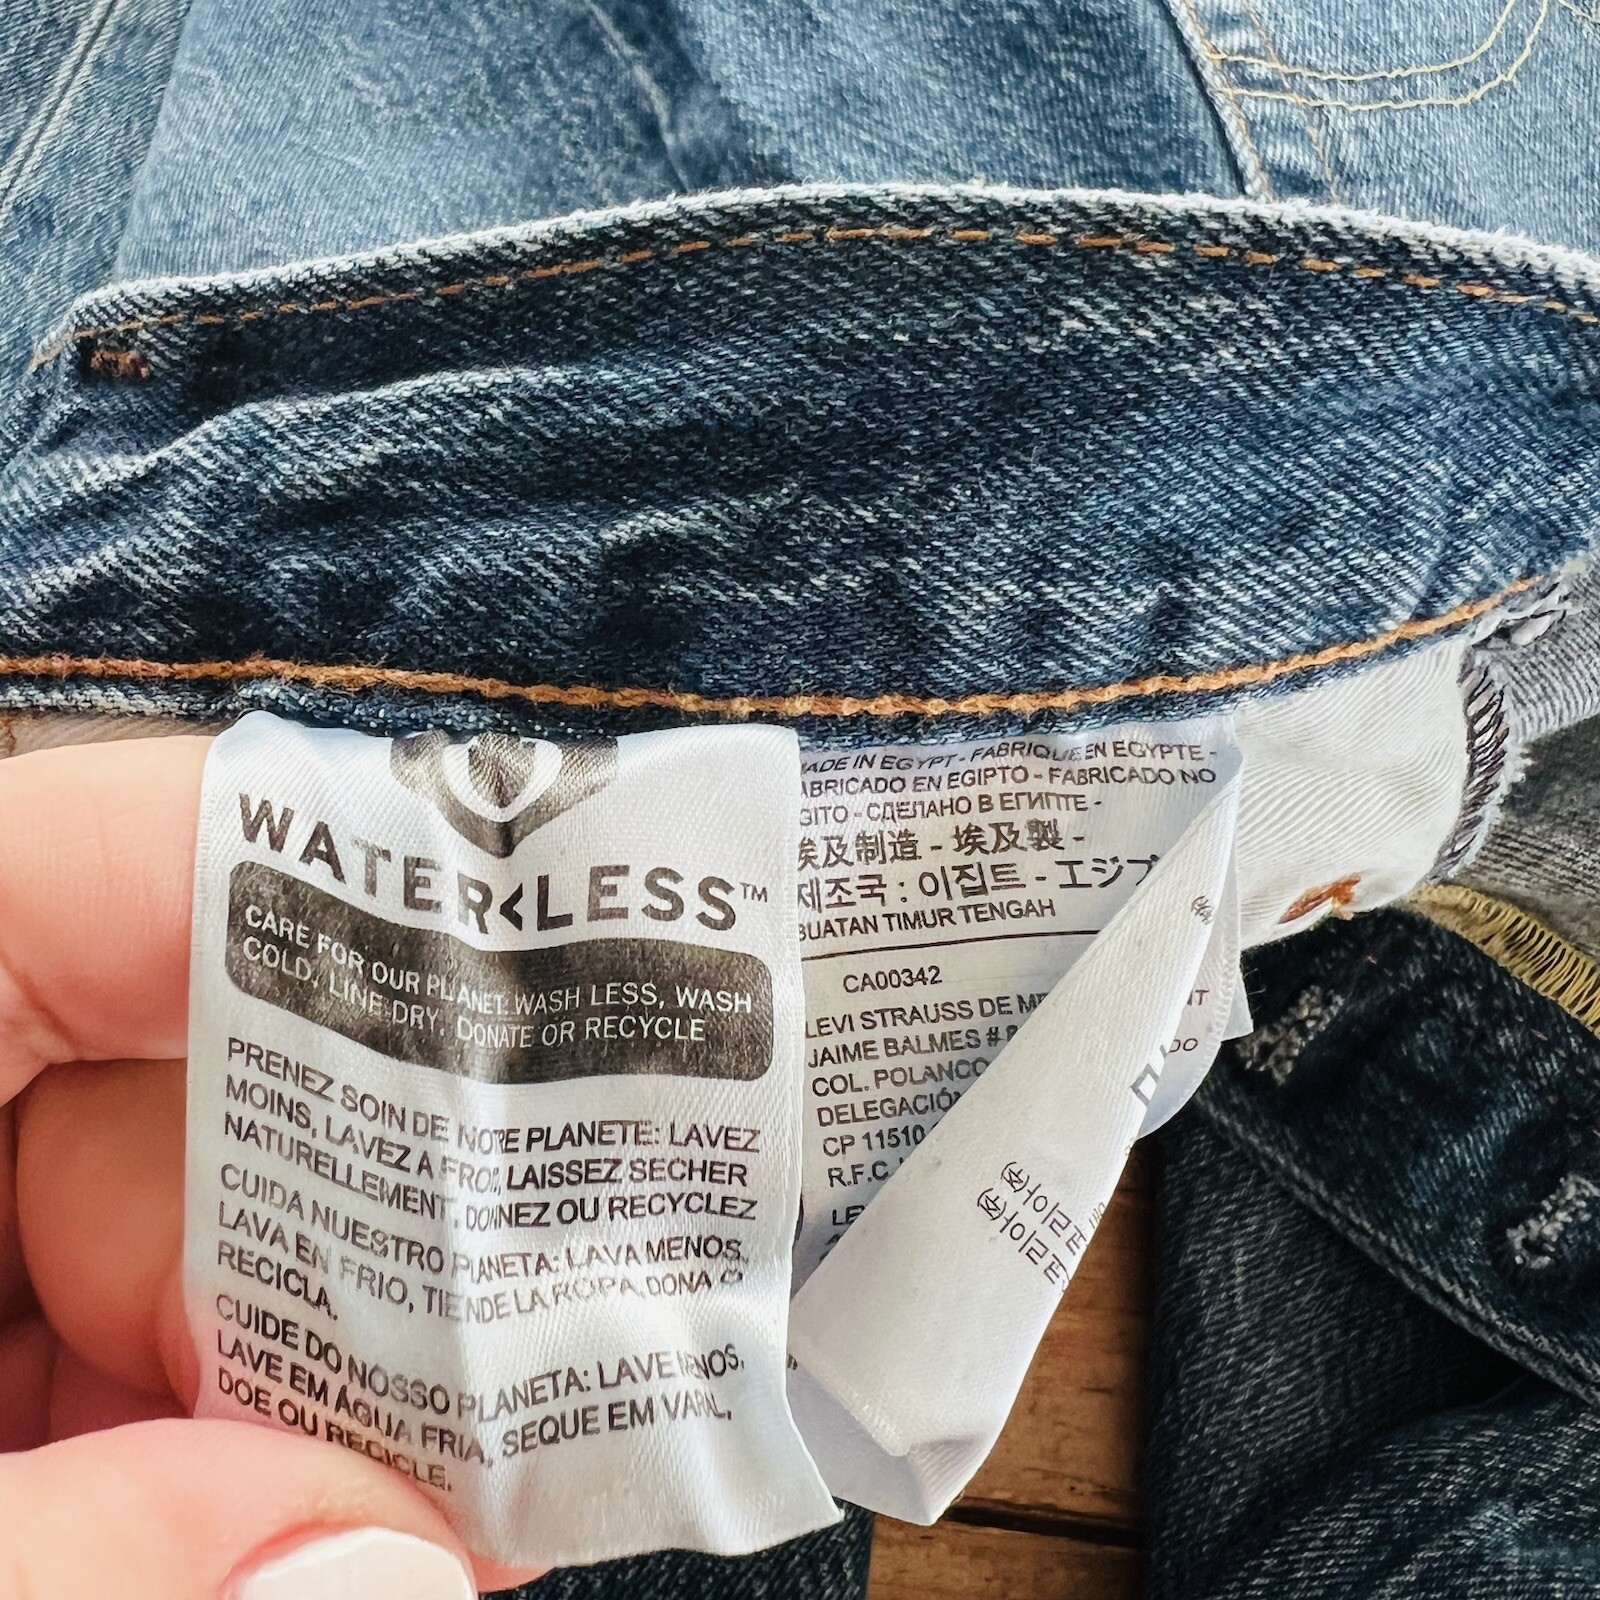 WATER<LESS™
CARE FOR OUR PLANET: WASH LESS, WASH
COLD, LINE DRY, DONATE OR RECYCLE
PRENEZ SOIN DE NOTRE PLANETE: LAVEZ
MOINS, LAVEZ A FROID, LAISSEZ SECHER
NATURELLEMENT, DONNEZ OU RECYCLEZ
CUIDA NUESTRO PLANETA: LAVA MENOS,
LAVA EN FRIO, TIENDE LA ROPA, DONA O
RECICLA.
CUIDE DO NOSSO PLANETA: LAVE MENOS,
LAVE EM ÁGUA FRIA, SEQUE EM VARAL,
DOE OU RECICLE.
MADE IN EGYPT - FABRIQUE EN EGYPTE -
FABRICADO EN EGIPTO - FABRICADO NO
EGITO - СДЕЛАНО В ЕГИПТЕ -
埃及制造 - 埃及製 -
제조국 : 이집트 - エジプ
BUATAN TIMUR TENGAH
CA00342
LEVI STRAUSS DE
JAIME BALMES #
COL. POLANCO
DELEGACIÓN
CP 11510
R.F.C.